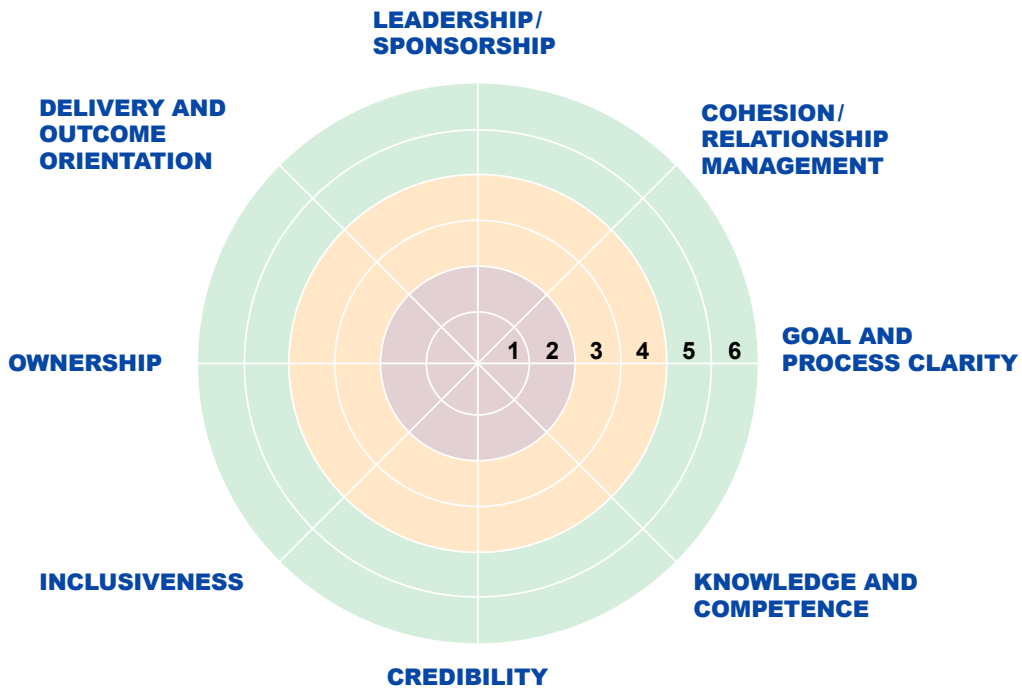 LEADERSHIP/
SPONSORSHIP
DELIVERY AND
OUTCOME
ORIENTATION
COHESION/
RELATIONSHIP
MANAGEMENT
OWNERSHIP
1 2 3 4 5 6
GOAL AND
PROCESS CLARITY
INCLUSIVENESS
KNOWLEDGE AND
COMPETENCE
CREDIBILITY